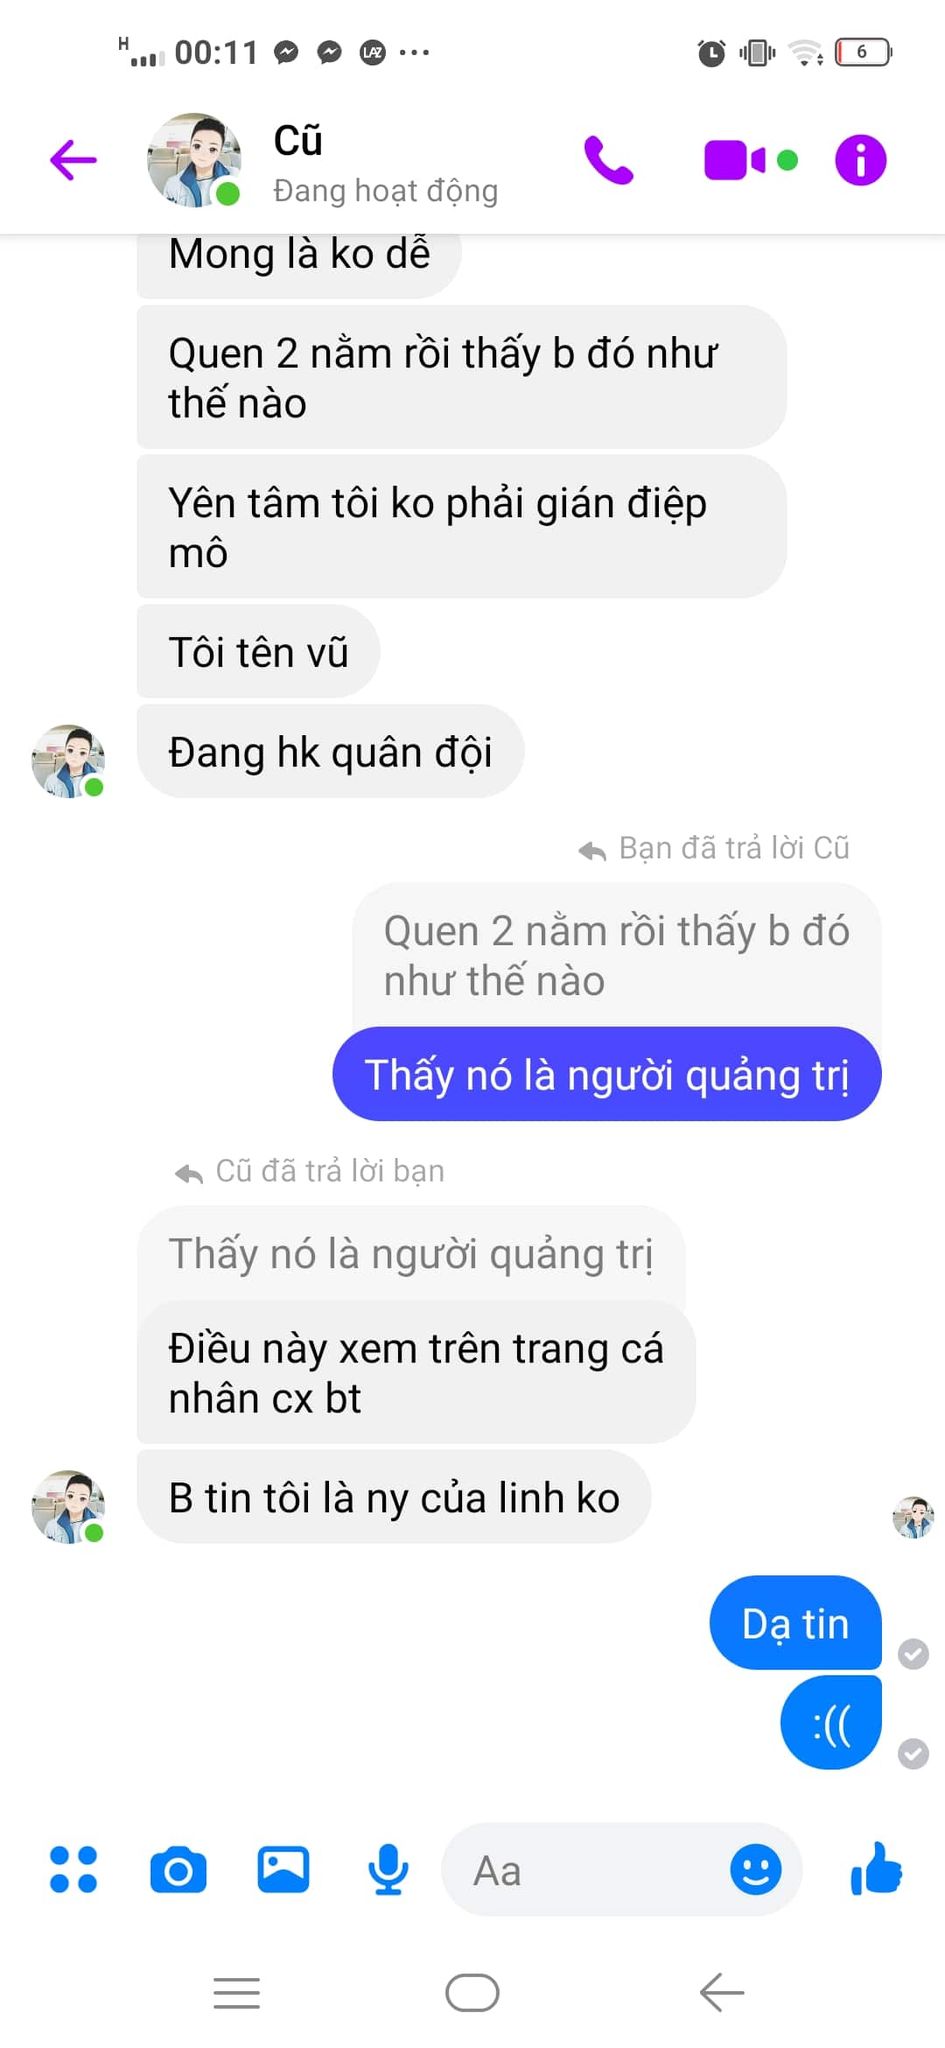 H 00:11 LAZ ... 6
Cũ
Đang hoạt động
Mong là ko dễ
Quen 2 nằm rồi thấy b đó như
thế nào
Yên tâm tôi ko phải gián điệp
mô
Tôi tên vũ
Đang hk quân đội
Bạn đã trả lời Cũ
Quen 2 nằm rồi thấy b đó
như thế nào
Thấy nó là người quảng trị
Cũ đã trả lời bạn
Thấy nó là người quảng trị
Điều này xem trên trang cá
nhân cx bt
B tin tôi là ny của linh ko
Dạ tin
:((
Aa